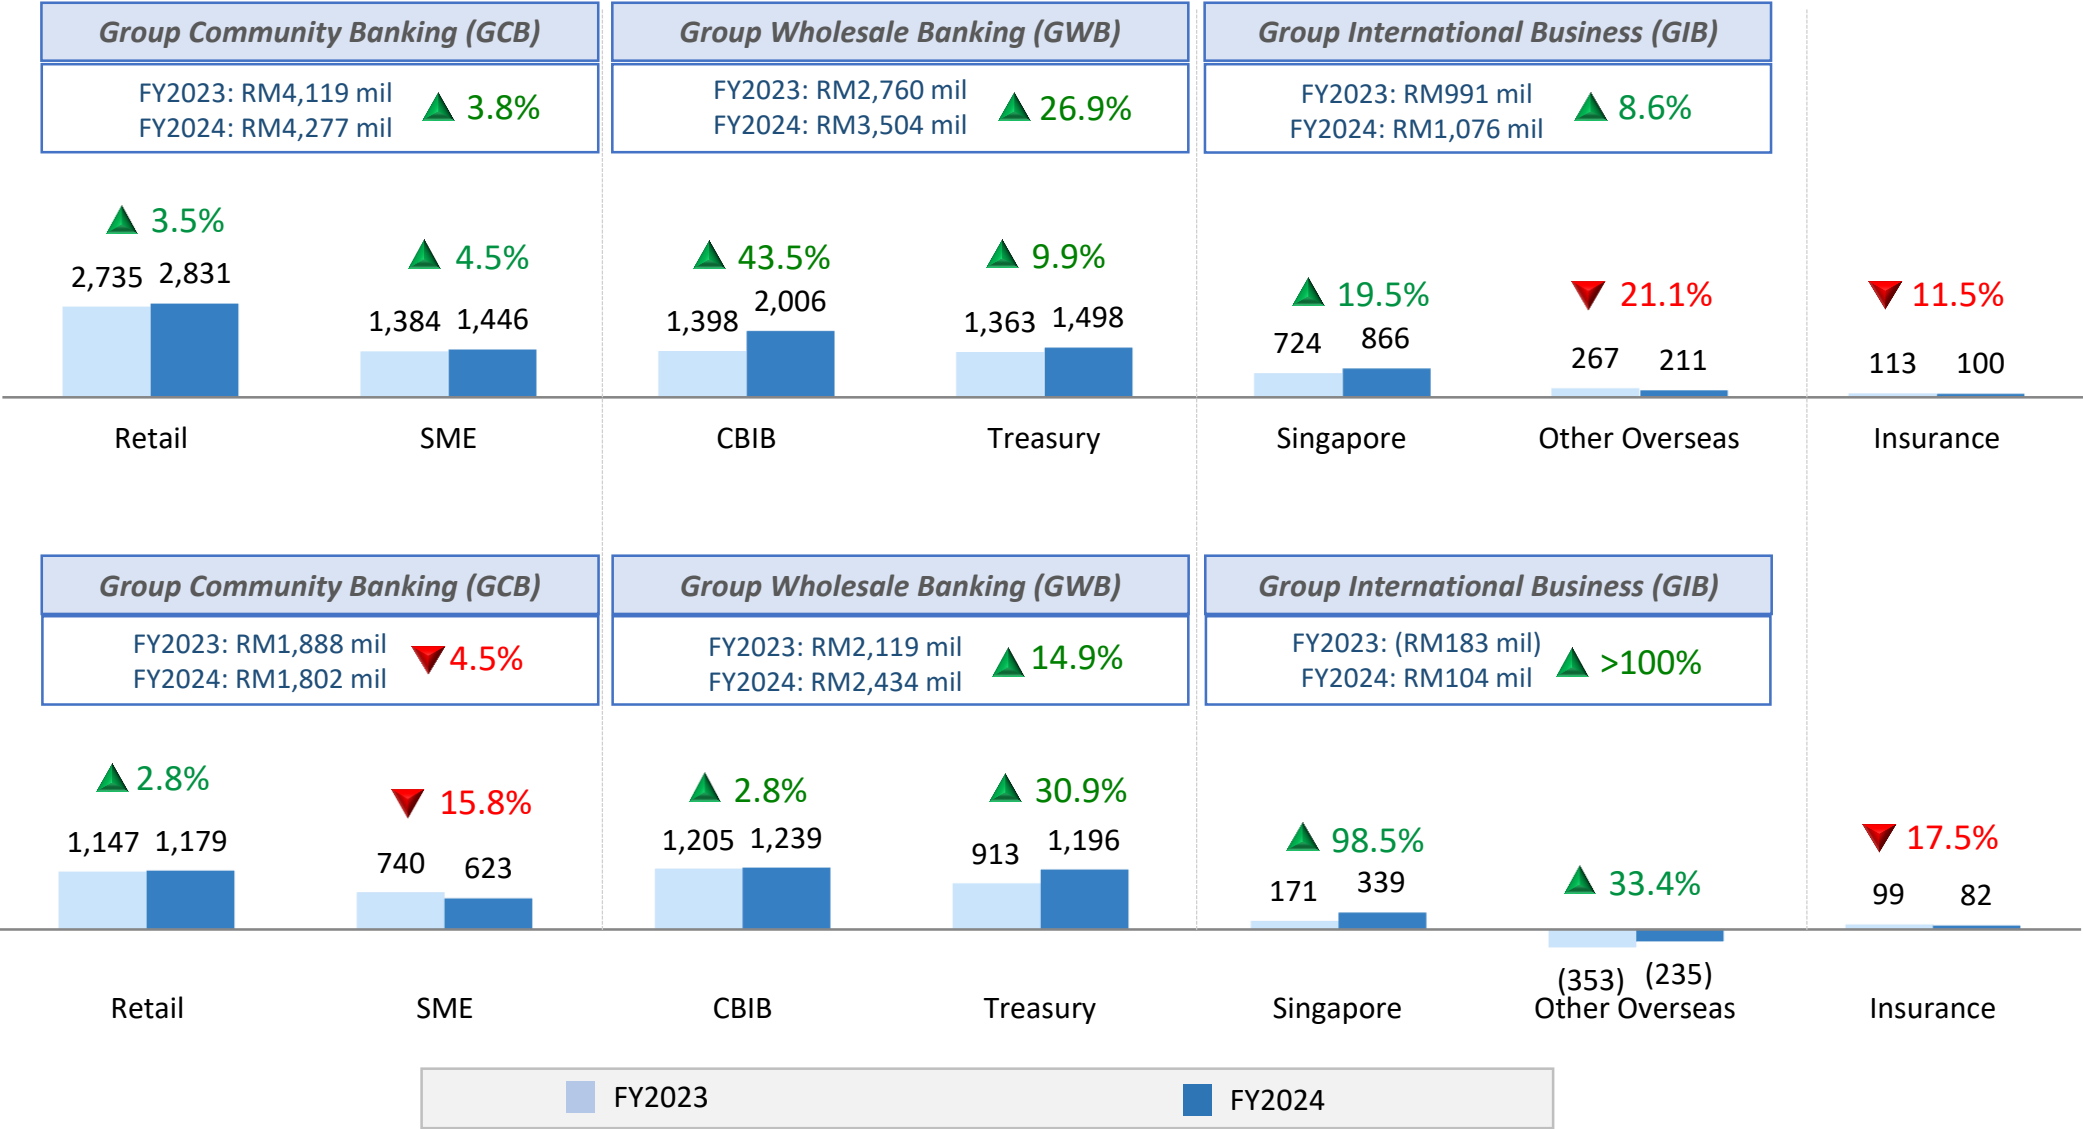 Group Community Banking (GCB)
Group Wholesale Banking (GWB)
Group International Business (GIB)
FY2023: RM4,119 mil
FY2024: RM4,277 mil
3.8%
FY2023: RM2,760 mil
FY2024: RM3,504 mil
26.9%
FY2023: RM991 mil
FY2024: RM1,076 mil
8.6%
3.5%
2,735 2,831
4.5%
1,384 1,446
43.5%
1,398 2,006
9.9%
1,363 1,498
19.5%
724 866
21.1%
267 211
11.5%
113 100
Retail
SME
CBIB
Treasury
Singapore
Other Overseas
Insurance
Group Community Banking (GCB)
Group Wholesale Banking (GWB)
Group International Business (GIB)
FY2023: RM1,888 mil
FY2024: RM1,802 mil
4.5%
FY2023: RM2,119 mil
FY2024: RM2,434 mil
14.9%
FY2023: (RM183 mil)
FY2024: RM104 mil
>100%
2.8%
1,147 1,179
15.8%
740 623
2.8%
1,205 1,239
30.9%
913 1,196
98.5%
171 339
33.4%
(353) (235)
17.5%
99 82
Retail
SME
CBIB
Treasury
Singapore
Other Overseas
Insurance
FY2023
FY2024